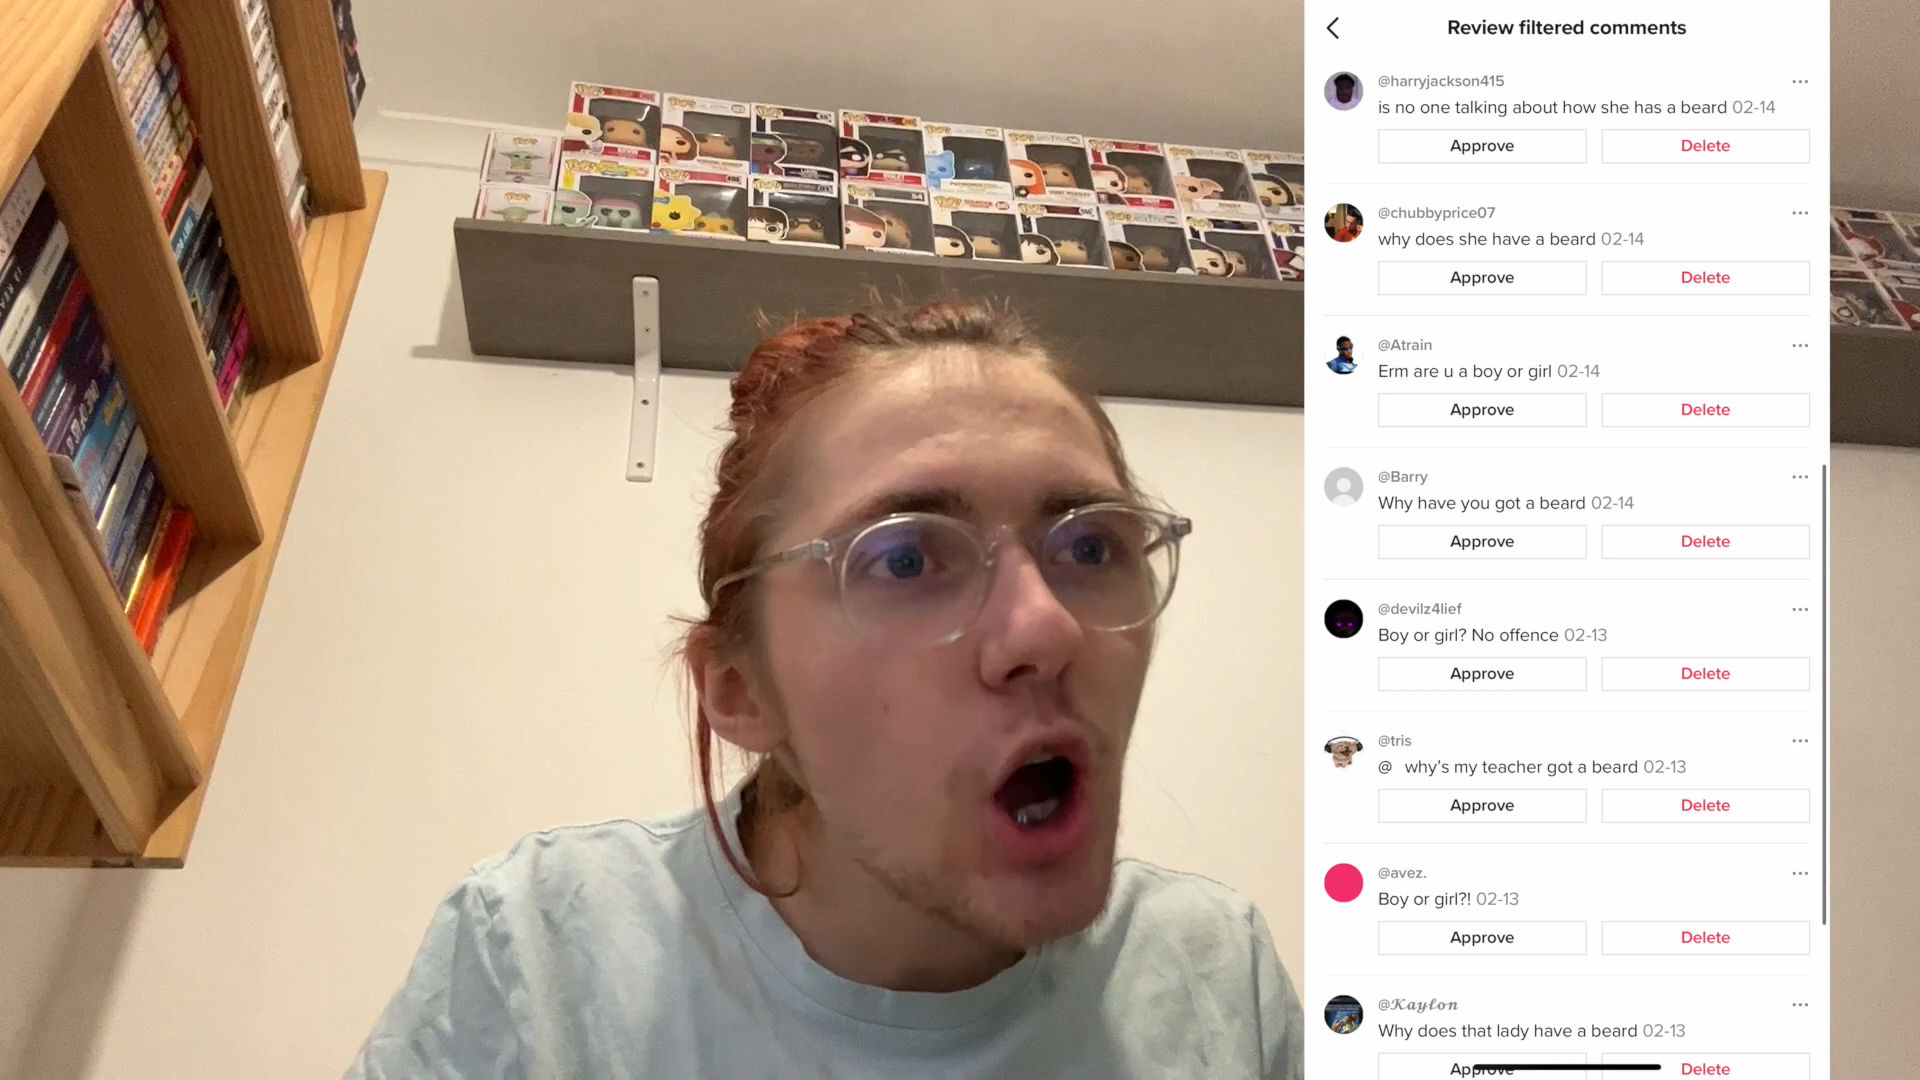 Review filtered comments
@harryjackson415
is no one talking about how she has a beard 02-14
Approve Delete
@chubbyprice07
why does she have a beard 02-14
Approve Delete
@Atrain
Erm are u a boy or girl 02-14
Approve Delete
@Barry
Why have you got a beard 02-14
Approve Delete
@devilz4lief
Boy or girl? No offence 02-13
Approve Delete
@tris
@ why's my teacher got a beard 02-13
Approve Delete
@avez.
Boy or girl?! 02-13
Approve Delete
@𝓚𝓪𝔂𝓵𝓸𝓷
Why does that lady have a beard 02-13
Approve Delete